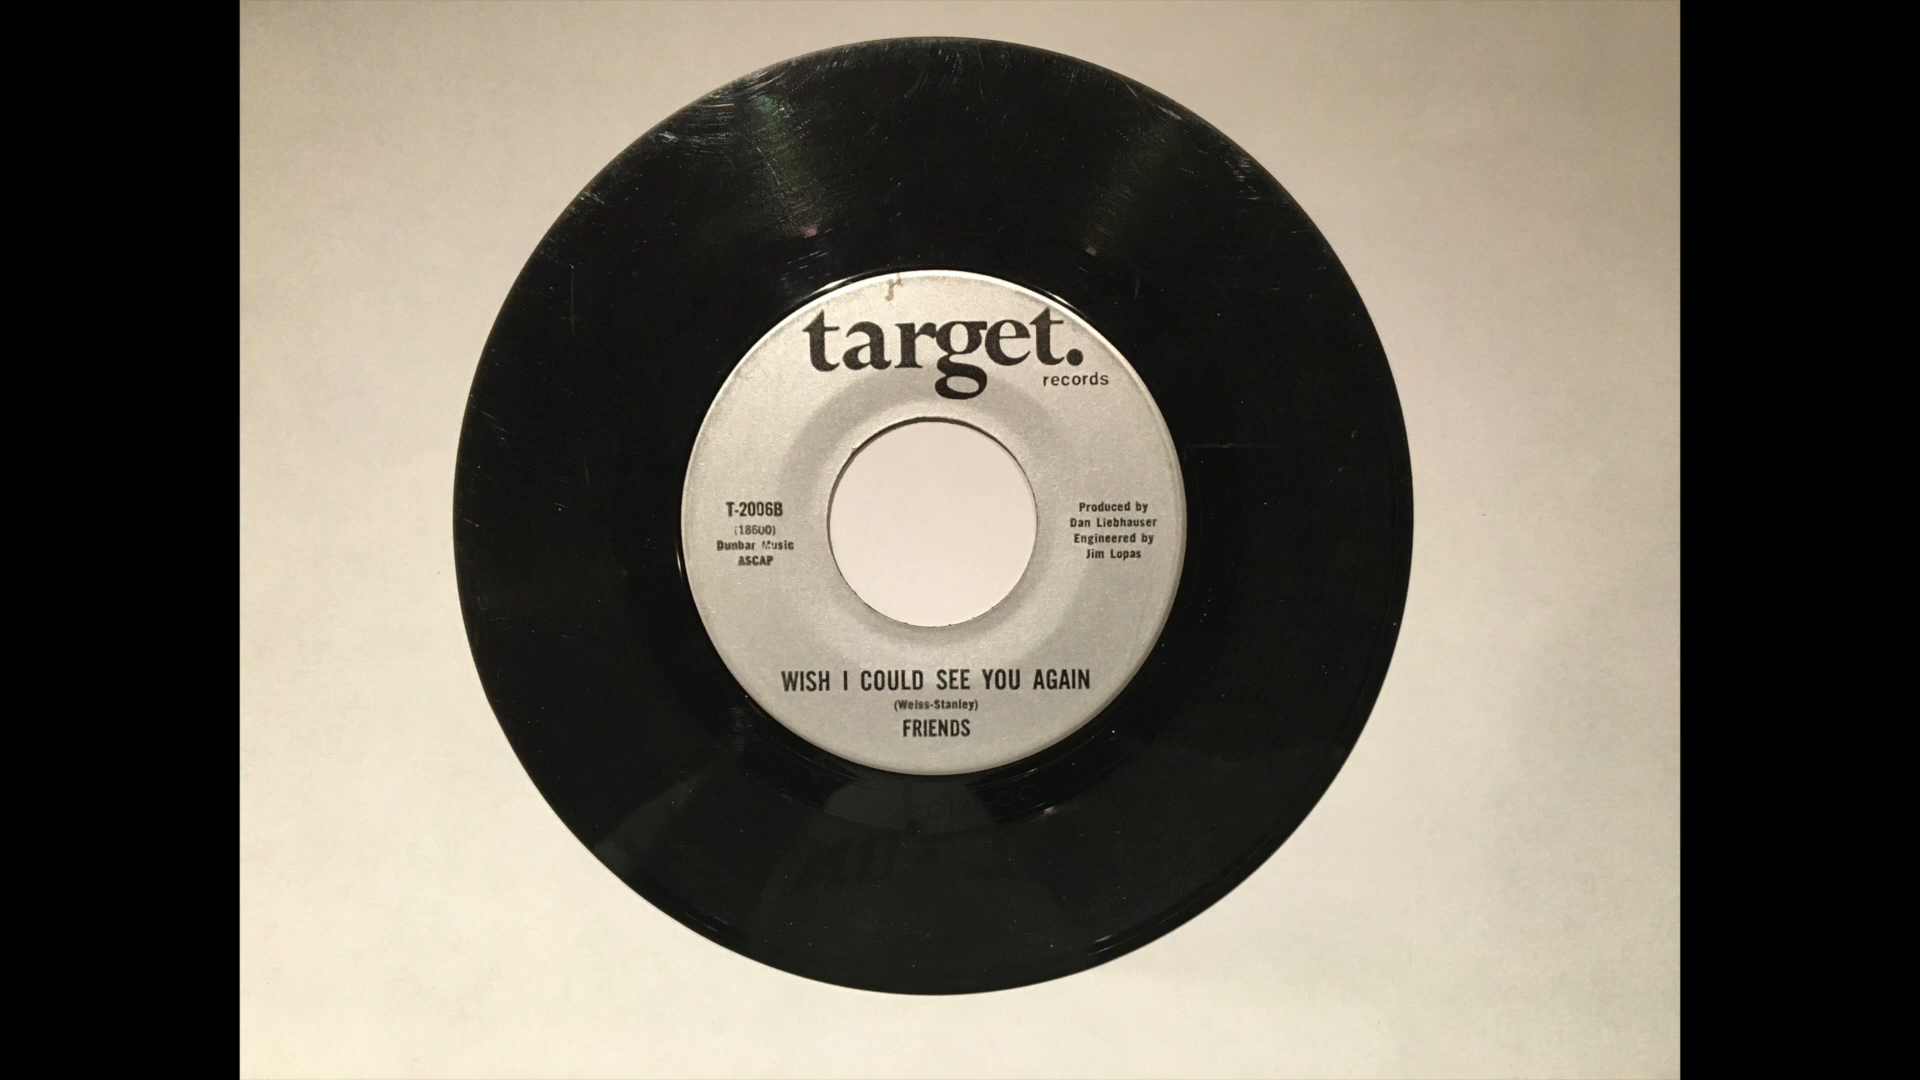 target.
records
T-2006B
(18600)
Dunbar Music
ASCAP
Produced by
Dan Liebhauser
Engineered by
Jim Lopas
WISH I COULD SEE YOU AGAIN
(Weiss-Stanley)
FRIENDS